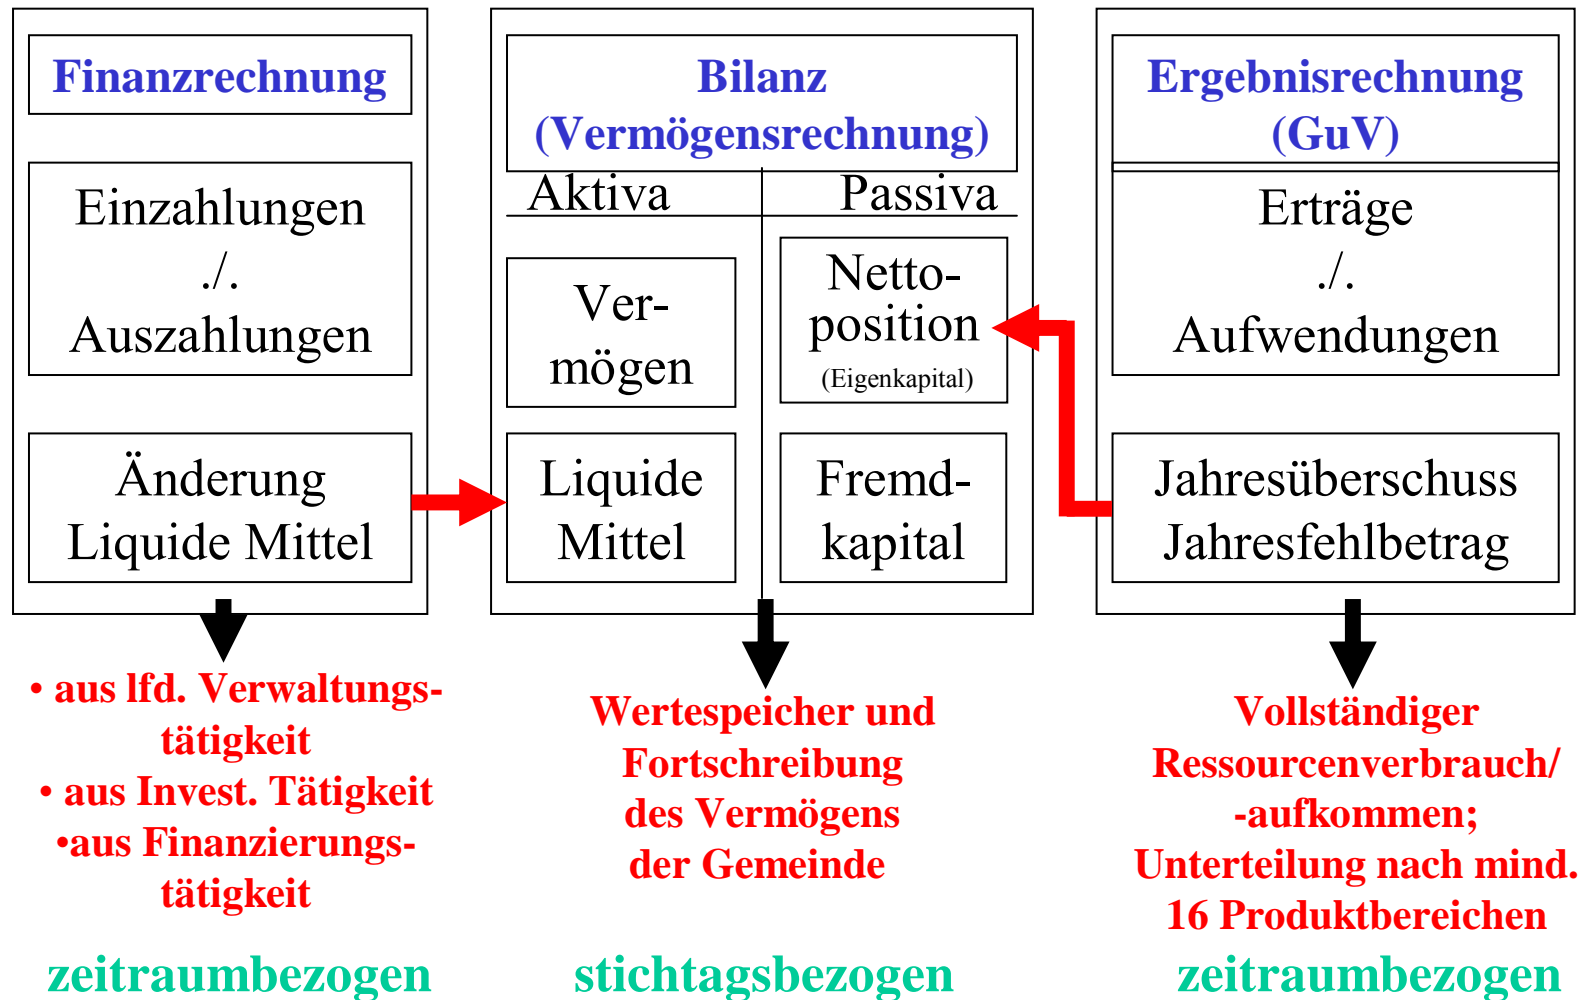 Finanzrechnung
Einzahlungen
./.
Auszahlungen
Änderung
Liquide Mittel
• aus lfd. Verwaltungs-
tätigkeit
• aus Invest. Tätigkeit
•aus Finanzierungs-
tätigkeit
zeitraumbezogen
Bilanz
(Vermögensrechnung)
Aktiva
Passiva
Ver-
mögen
Netto-
position
(Eigenkapital)
Liquide
Mittel
Fremd-
kapital
Wertespeicher und
Fortschreibung
des Vermögens
der Gemeinde
stichtagsbezogen
Ergebnisrechnung
(GuV)
Erträge
./.
Aufwendungen
Jahresüberschuss
Jahresfehlbetrag
Vollständiger
Ressourcenverbrauch/
-aufkommen;
Unterteilung nach mind.
16 Produktbereichen
zeitraumbezogen